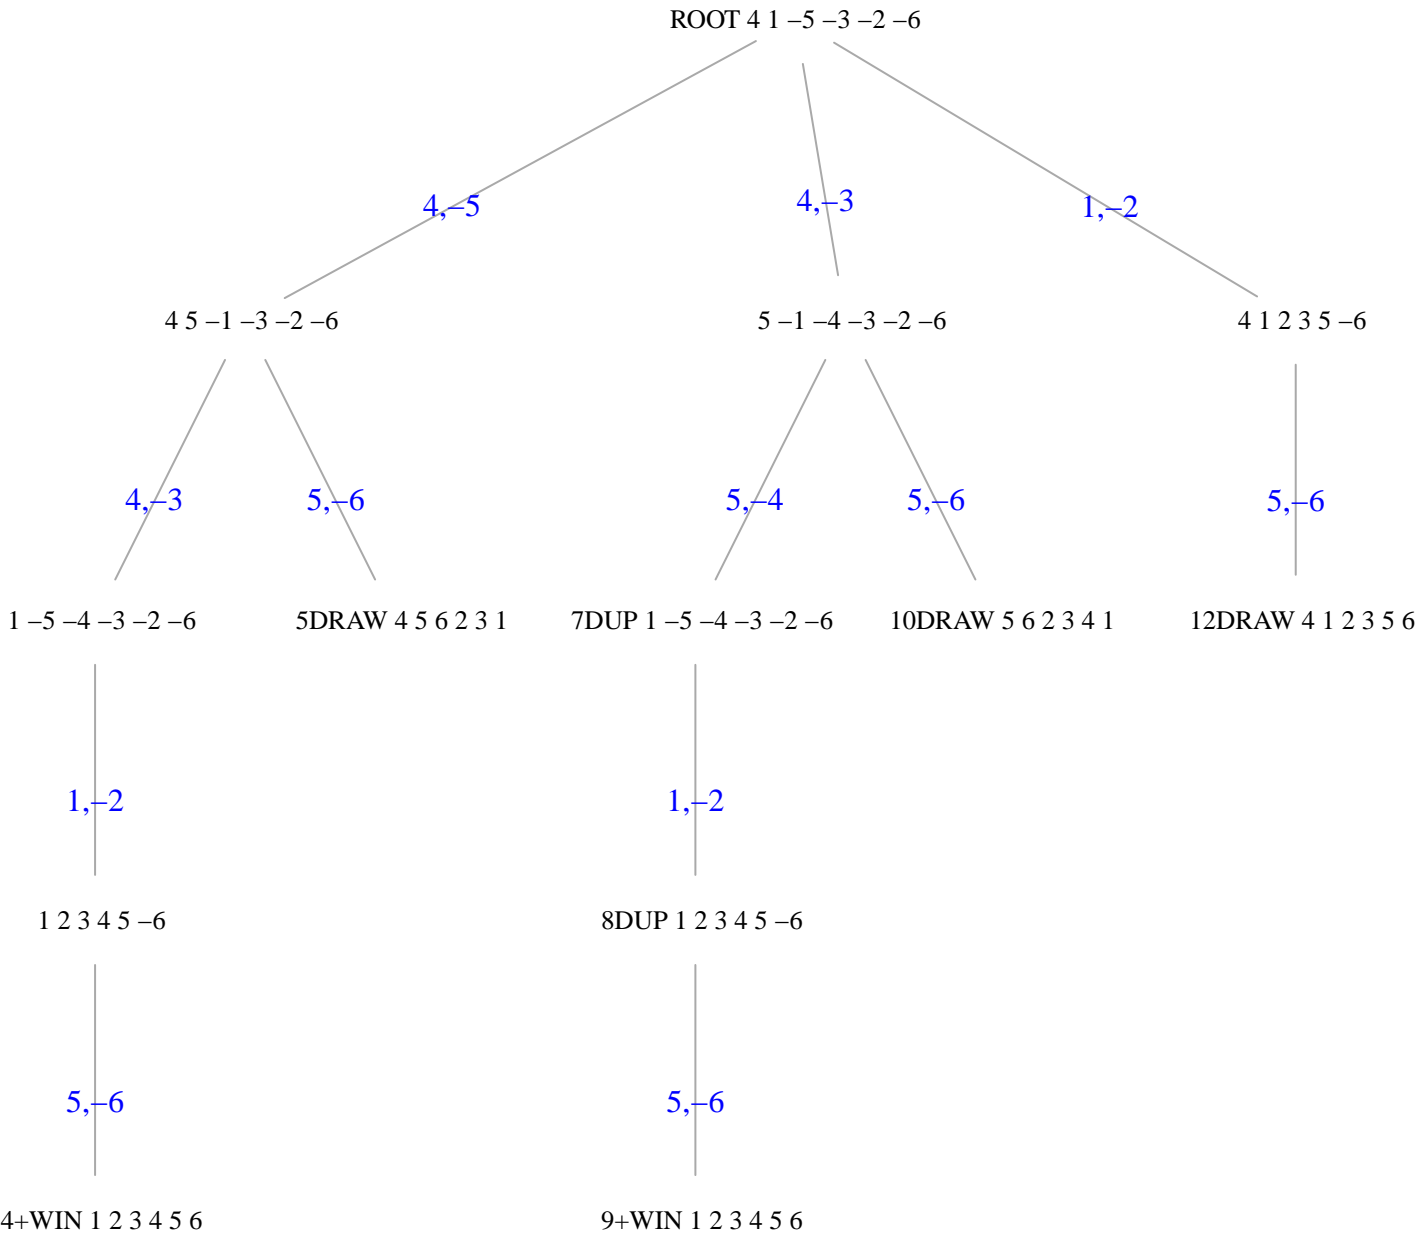 ROOT 4 1 –5 –3 –2 –6
4,–5
4,–3
1,–2
4 5 –1 –3 –2 –6
5 –1 –4 –3 –2 –6
4 1 2 3 5 –6
4,–3
5,–6
5,–4
5,–6
5,–6
1 –5 –4 –3 –2 –6
5DRAW 4 5 6 2 3 1
7DUP 1 –5 –4 –3 –2 –6
10DRAW 5 6 2 3 4 1
12DRAW 4 1 2 3 5 6
1,–2
1,–2
1 2 3 4 5 –6
8DUP 1 2 3 4 5 –6
5,–6
5,–6
4+WIN 1 2 3 4 5 6
9+WIN 1 2 3 4 5 6